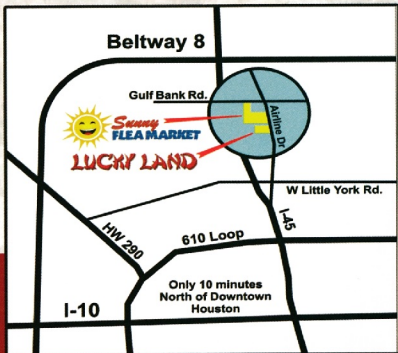 Beltway 8
Gulf Bank Rd.
Airline Dr
Sunny
FLEA MARKET
LUCKY LAND
W Little York Rd.
I-45
HW 290
610 Loop
Only 10 minutes
North of Downtown
Houston
I-10